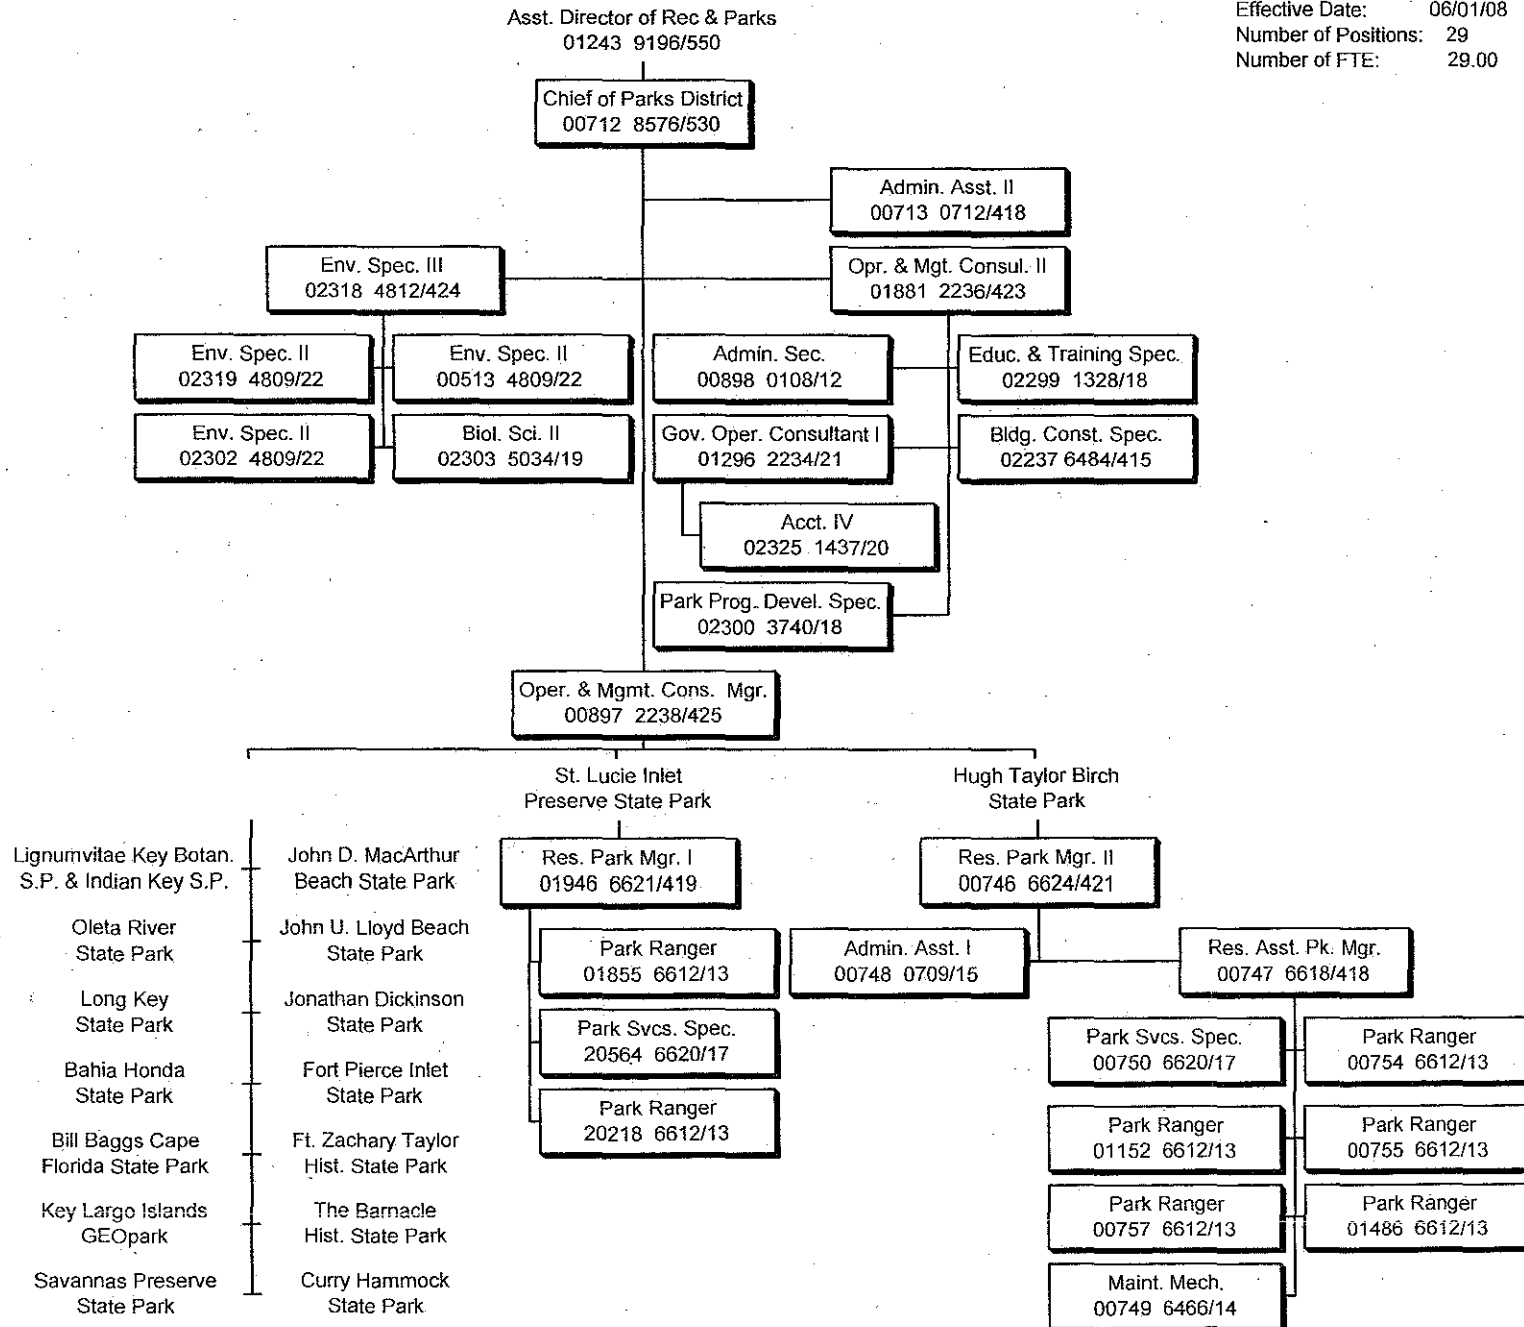 Asst. Director of Rec & Parks
01243 9196/550
Effective Date: 06/01/08
Number of Positions: 29
Number of FTE: 29.00
Chief of Parks District
00712 8576/530
Admin. Asst. II
00713 0712/418
Env. Spec. III
02318 4812/424
Opr. & Mgt. Consul. II
01881 2236/423
Env. Spec. II
02319 4809/22
Env. Spec. II
00513 4809/22
Admin. Sec.
00898 0108/12
Educ. & Training Spec.
02299 1328/18
Env. Spec. II
02302 4809/22
Biol. Sci. II
02303 5034/19
Gov. Oper. Consultant I
01296 2234/21
Bldg. Const. Spec.
02237 6484/415
Acct. IV
02325 1437/20
Park Prog. Devel. Spec.
02300 3740/18
Oper. & Mgmt. Cons. Mgr.
00897 2238/425
St. Lucie Inlet
Preserve State Park
Hugh Taylor Birch
State Park
Lignumvitae Key Botan.
S.P. & Indian Key S.P.
John D. MacArthur
Beach State Park
Oleta River
State Park
John U. Lloyd Beach
State Park
Long Key
State Park
Jonathan Dickinson
State Park
Bahia Honda
State Park
Fort Pierce Inlet
State Park
Bill Baggs Cape
Florida State Park
Ft. Zachary Taylor
Hist. State Park
Key Largo Islands
GEOpark
The Barnacle
Hist. State Park
Savannas Preserve
State Park
Curry Hammock
State Park
Res. Park Mgr. I
01946 6621/419
Park Ranger
01855 6612/13
Park Svcs. Spec.
20564 6620/17
Park Ranger
20218 6612/13
Res. Park Mgr. II
00746 6624/421
Admin. Asst. I
00748 0709/15
Res. Asst. Pk. Mgr.
00747 6618/418
Park Svcs. Spec.
00750 6620/17
Park Ranger
00754 6612/13
Park Ranger
01152 6612/13
Park Ranger
00755 6612/13
Park Ranger
00757 6612/13
Park Ranger
01486 6612/13
Maint. Mech.
00749 6466/14